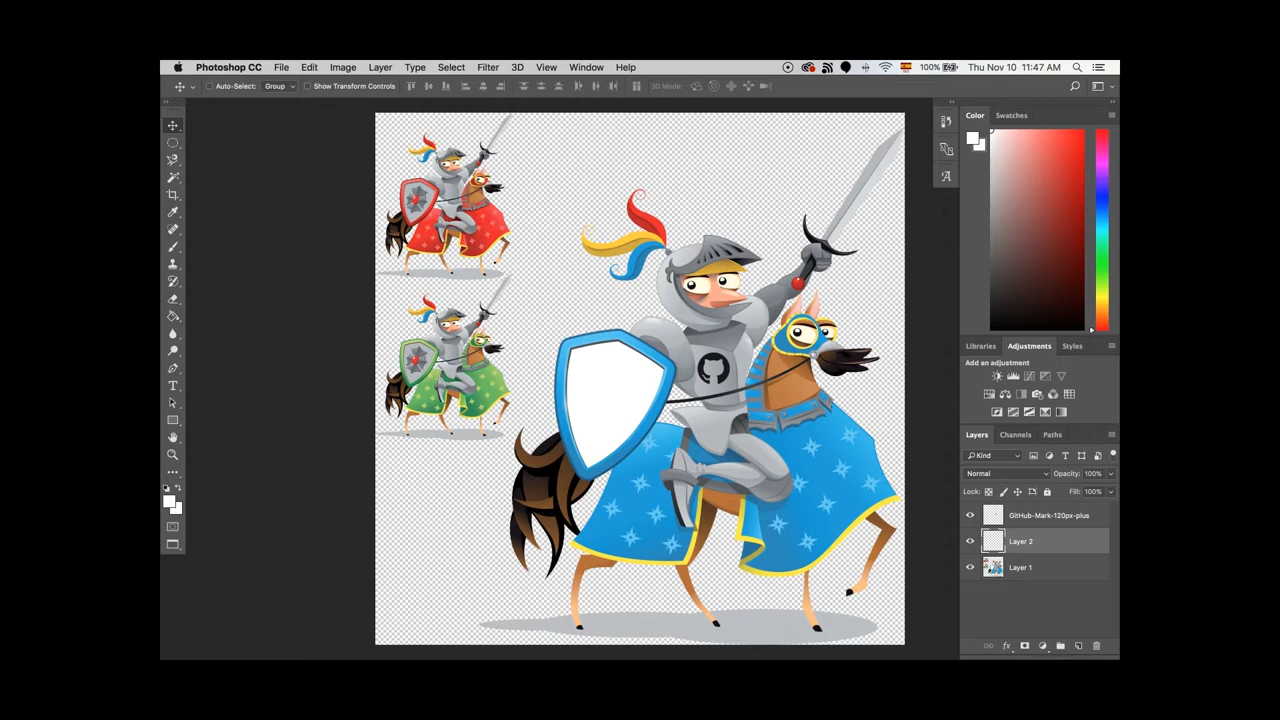 Photoshop CC File Edit Image Layer Type Select Filter 3D View Window Help 100% Thu Nov 10 11:47 AM
Auto-Select: Group Show Transform Controls 3D Mode:
Color Swatches
Libraries Adjustments Styles
Add an adjustment
Layers Channels Paths
Kind
Normal Opacity: 100%
Lock: Fill: 100%
GitHub-Mark-120px-plus
Layer 2
Layer 1